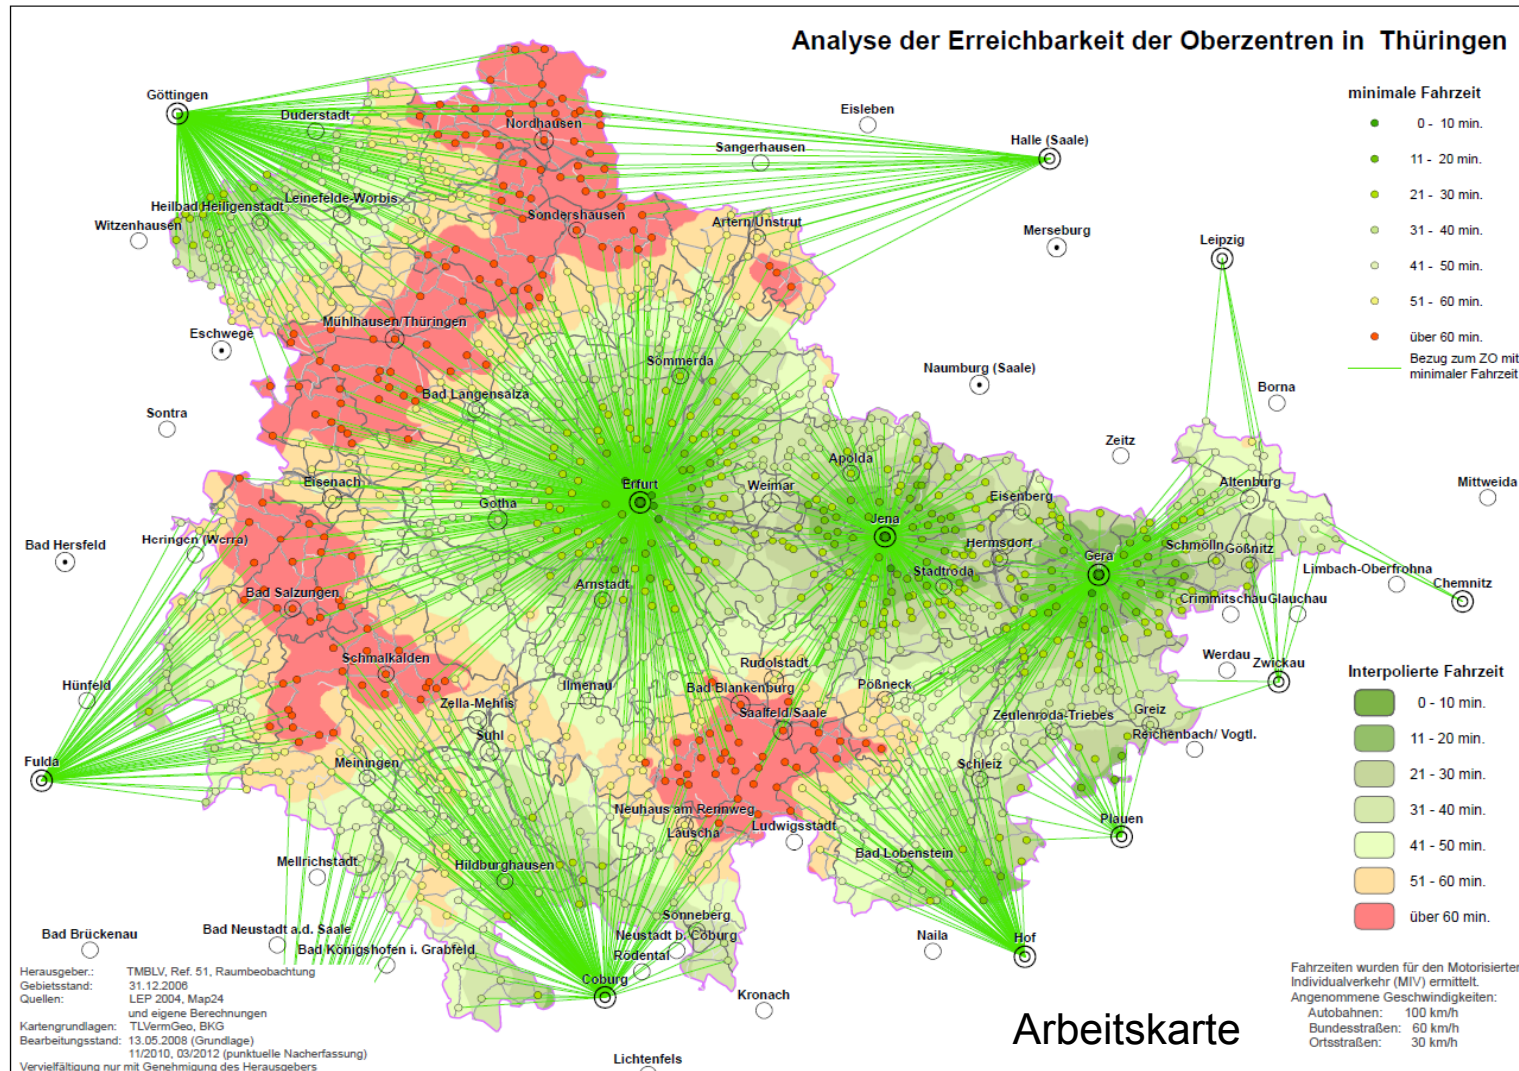 Analyse der Erreichbarkeit der Oberzentren in Thüringen
minimale Fahrzeit
0 - 10 min.
11 - 20 min.
21 - 30 min.
31 - 40 min.
41 - 50 min.
51 - 60 min.
über 60 min.
Bezug zum ZO mit
minimaler Fahrzeit
Göttingen
Duderstadt
Nordhausen
Eisleben
Sangerhausen
Halle (Saale)
Heilbad Heiligenstadt
Leinefelde-Worbis
Witzenhausen
Sondershausen
Artern/Unstrut
Merseburg
Leipzig
Eschwege
Mühlhausen/Thüringen
Sömmerda
Naumburg (Saale)
Borna
Bad Langensalza
Sontra
Zeitz
Apolda
Eisenach
Gotha
Erfurt
Weimar
Eisenberg
Altenburg
Mittweida
Jena
Bad Hersfeld
Heringen (Werra)
Hermsdorf
Gera
Schmölln
Gößnitz
Stadtroda
Limbach-Oberfrohna
Arnstadt
Chemnitz
Bad Salzungen
Crimmitschau
Glauchau
Schmalkalden
Rudolstadt
Werdau
Zwickau
Hünfeld
Ilmenau
Bad Blankenburg
Pößneck
Zella-Mehlis
Saalfeld/Saale
Zeulenroda-Triebes
Greiz
Suhl
Reichenbach/ Vogtl.
Fulda
Meiningen
Schleiz
Neuhaus am Rennweg
Lauscha
Ludwigsstadt
Plauen
Mellrichstadt
Hildburghausen
Bad Lobenstein
Sonneberg
Bad Brückenau
Bad Neustadt a.d. Saale
Neustadt b. Coburg
Naila
Hof
Bad Königshofen i. Grabfeld
Rödental
Coburg
Kronach
Lichtenfels
Interpolierte Fahrzeit
0 - 10 min.
11 - 20 min.
21 - 30 min.
31 - 40 min.
41 - 50 min.
51 - 60 min.
über 60 min.
Herausgeber.: TMBLV, Ref. 51, Raumbeobachtung
Gebietsstand: 31.12.2006
Quellen: LEP 2004, Map24
und eigene Berechnungen
Kartengrundlagen: TLVermGeo, BKG
Bearbeitungsstand: 13.05.2008 (Grundlage)
11/2010, 03/2012 (punktuelle Nacherfassung)
Vervielfältigung nur mit Genehmigung des Herausgebers
Arbeitskarte
Fahrzeiten wurden für den Motorisierten
Individualverkehr (MIV) ermittelt.
Angenommene Geschwindigkeiten:
Autobahnen: 100 km/h
Bundesstraßen: 60 km/h
Ortsstraßen: 30 km/h